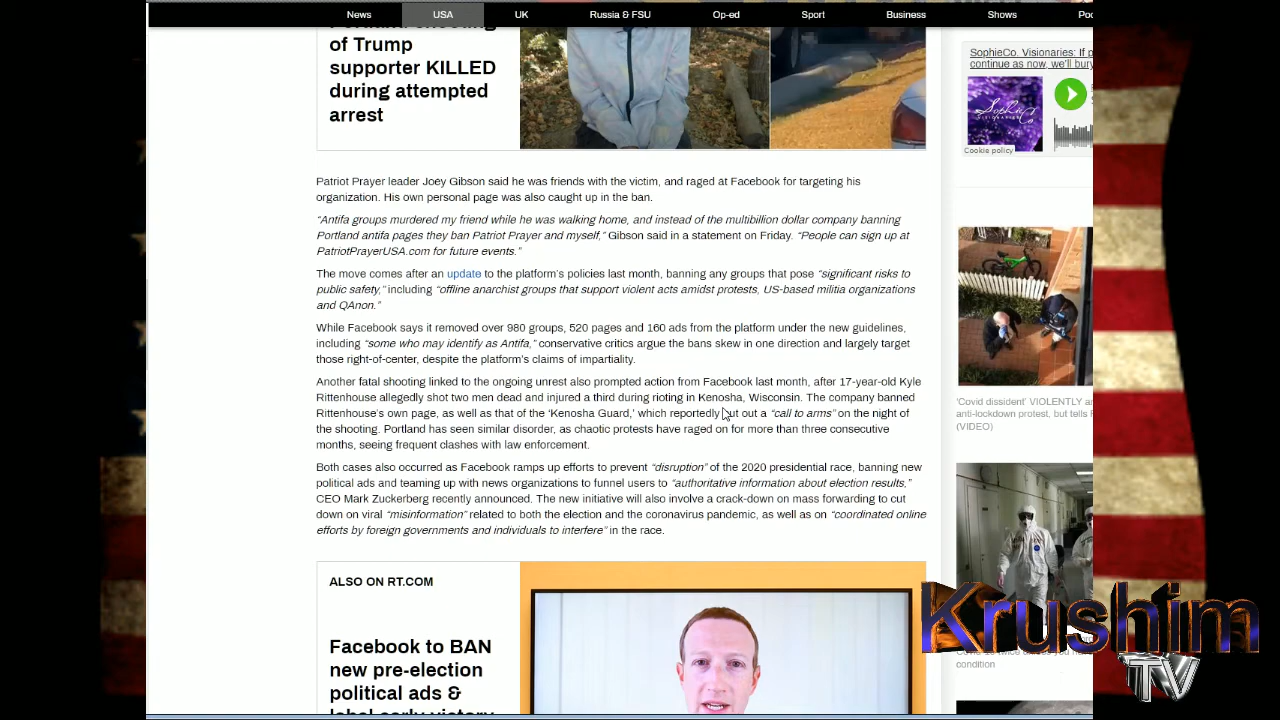 News USA UK Russia & FSU Op-ed Sport Business Shows
of Trump
supporter KILLED
during attempted
arrest
SophieCo. Visionaries: If
continue as now, we'll bury
Cookie policy
Patriot Prayer leader Joey Gibson said he was friends with the victim, and raged at Facebook for targeting his
organization. His own personal page was also caught up in the ban.
“Antifa groups murdered my friend while he was walking home, and instead of the multibillion dollar company banning
Portland antifa pages they ban Patriot Prayer and myself,” Gibson said in a statement on Friday. “People can sign up at
PatriotPrayerUSA.com for future events.”
The move comes after an update to the platform’s policies last month, banning any groups that pose “significant risks to
public safety,” including “offline anarchist groups that support violent acts amidst protests, US-based militia organizations
and QAnon.”
While Facebook says it removed over 980 groups, 520 pages and 160 ads from the platform under the new guidelines,
including “some who may identify as Antifa,” conservative critics argue the bans skew in one direction and largely target
those right-of-center, despite the platform’s claims of impartiality.
Another fatal shooting linked to the ongoing unrest also prompted action from Facebook last month, after 17-year-old Kyle
Rittenhouse allegedly shot two men dead and injured a third during rioting in Kenosha, Wisconsin. The company banned
Rittenhouse’s own page, as well as that of the ‘Kenosha Guard,’ which reportedly put out a “call to arms” on the night of
the shooting. Portland has seen similar disorder, as chaotic protests have raged on for more than three consecutive
months, seeing frequent clashes with law enforcement.
Both cases also occurred as Facebook ramps up efforts to prevent “disruption” of the 2020 presidential race, banning new
political ads and teaming up with news organizations to funnel users to “authoritative information about election results,”
CEO Mark Zuckerberg recently announced. The new initiative will also involve a crack-down on mass forwarding to cut
down on viral “misinformation” related to both the election and the coronavirus pandemic, as well as on “coordinated online
efforts by foreign governments and individuals to interfere” in the race.
‘Covid dissident’ VIOLENTLY
anti-lockdown protest, but tells
(VIDEO)
condition
ALSO ON RT.COM
Facebook to BAN
new pre-election
political ads &
label early victory
Krushim
TV